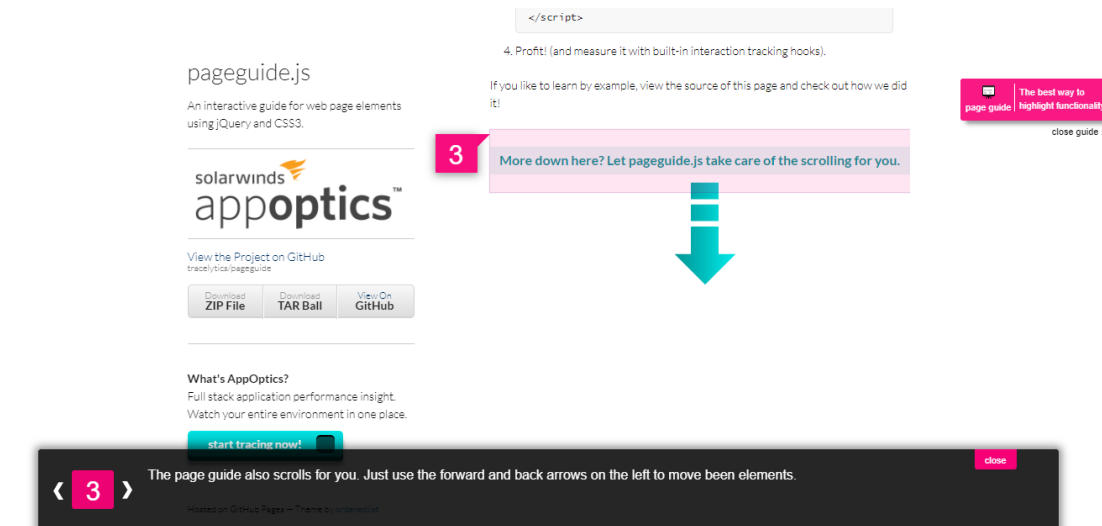 </script>
4. Profit! (and measure it with built-in interaction tracking hooks).
If you like to learn by example, view the source of this page and check out how we did
it!
3
More down here? Let pageguide.js take care of the scrolling for you.
pageguide.js
An interactive guide for web page elements
using jQuery and CSS3.
solarwinds
appoptics™
View the Project on GitHub
tracelytics/pageguide
Download
ZIP File
Download
TAR Ball
View On
GitHub
What's AppOptics?
Full stack application performance insight.
Watch your entire environment in one place.
start tracing now!
page guide
The best way to
highlight functionality
close guide
close
❮ 3 ❯
The page guide also scrolls for you. Just use the forward and back arrows on the left to move been elements.
Hosted on GitHub Pages — Theme by orderedlist